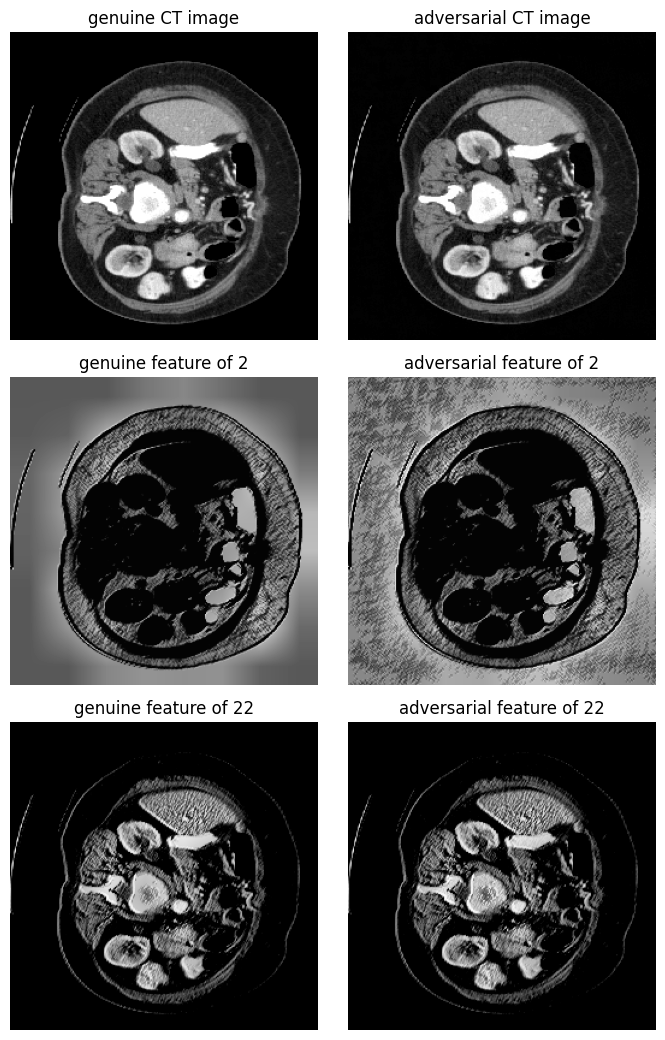 genuine CT image
adversarial CT image
genuine feature of 2
adversarial feature of 2
genuine feature of 22
adversarial feature of 22